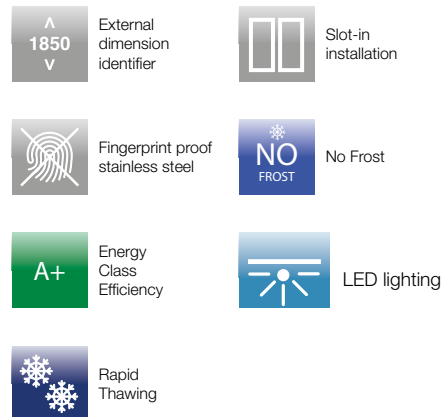 1850
External
dimension
identifier
Slot-in
installation
Fingerprint proof
stainless steel
NO
FROST
No Frost
A+
Energy
Class
Efficiency
LED lighting
Rapid
Thawing